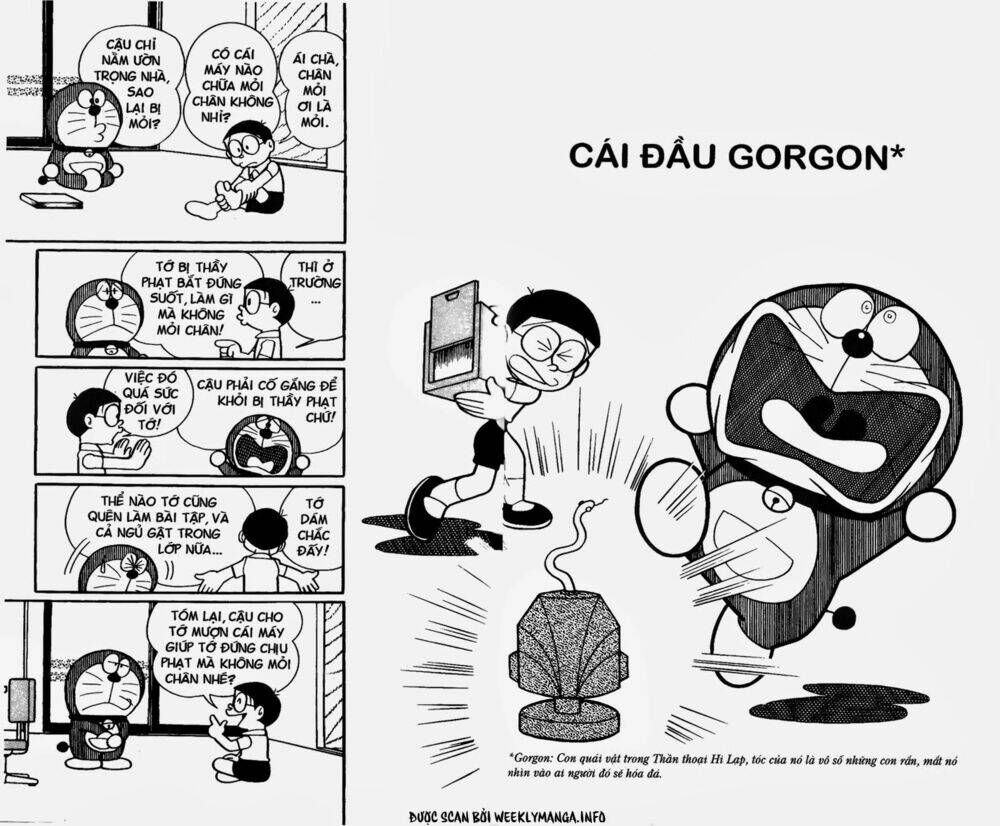 CÁI ĐẦU GORGON*
*Gorgon: Con quái vật trong Thần thoại Hi Lạp, tóc của nó là vô số những con rắn, mắt nó
nhìn vào ai người đó sẽ hóa đá.
ÁI CHÀ,
CHÂN
MỎI
ƠI LÀ
MỎI.
CÓ CÁI
MÁY NÀO
CHỮA MỎI
CHÂN KHÔNG
NHỈ?
CẬU CHỈ
NẰM ƯỜN
TRONG NHÀ,
SAO
LẠI BỊ
MỎI?
THÌ Ở
TRƯỜNG
...
TỚ BỊ THẦY
PHẠT BẮT ĐỨNG
SUỐT, LÀM GÌ
MÀ KHÔNG
MỎI CHÂN!
CẬU PHẢI CỐ GẮNG ĐỂ
KHỎI BỊ THẦY PHẠT
CHỨ!
VIỆC ĐÓ
QUÁ SỨC
ĐỐI VỚI
TỚ!
TỚ
DÁM
CHẮC
ĐẤY!
THỂ NÀO TỚ CŨNG
QUÊN LÀM BÀI TẬP, VÀ
CẢ NGỦ GẬT TRONG
LỚP NỮA...
TÓM LẠI, CẬU CHO
TỚ MƯỢN CÁI MÁY
GIÚP TỚ ĐỨNG CHỊU
PHẠT MÀ KHÔNG MỎI
CHÂN NHÉ?
ĐƯỢC SCAN BỞI WEEKLYMANGA.INFO